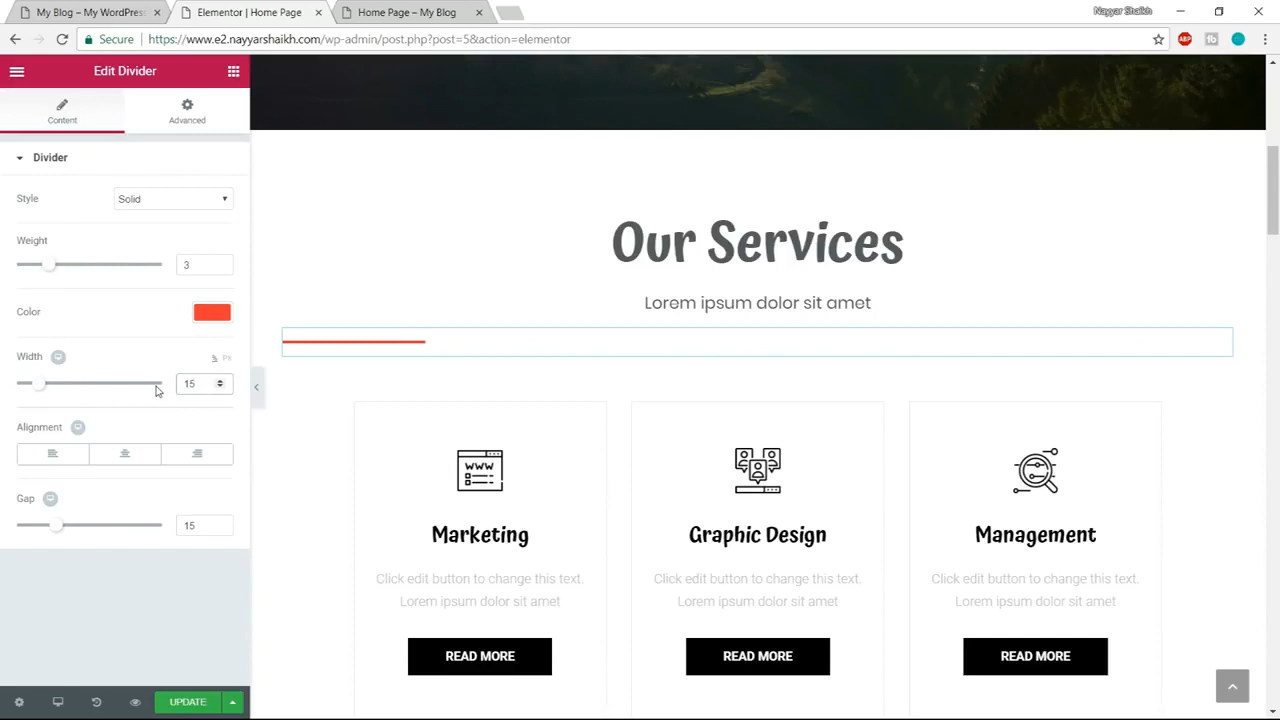 My Blog – My WordPress
Elementor | Home Page
Home Page – My Blog
Nayyar Shaikh
Secure
https://www.e2.nayyarshaikh.com/wp-admin/post.php?post=5&action=elementor
ABP
Edit Divider
Content
Advanced
Divider
Style
Solid
Weight
3
Color
Width
% PX
15
Alignment
Gap
15
UPDATE
Our Services
Lorem ipsum dolor sit amet
WWW
Marketing
Graphic Design
Management
Click edit button to change this text.
Lorem ipsum dolor sit amet
Click edit button to change this text.
Lorem ipsum dolor sit amet
Click edit button to change this text.
Lorem ipsum dolor sit amet
READ MORE
READ MORE
READ MORE